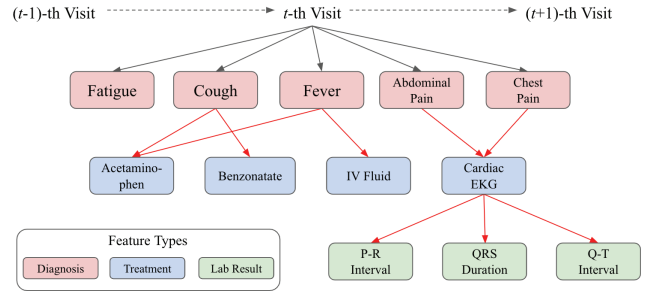 (t-1)-th Visit t-th Visit (t+1)-th Visit
Fatigue Cough Fever Abdominal Pain Chest Pain
Acetamino-phen Benzonatate IV Fluid Cardiac EKG
Feature Types
Diagnosis Treatment Lab Result
P-R Interval QRS Duration Q-T Interval